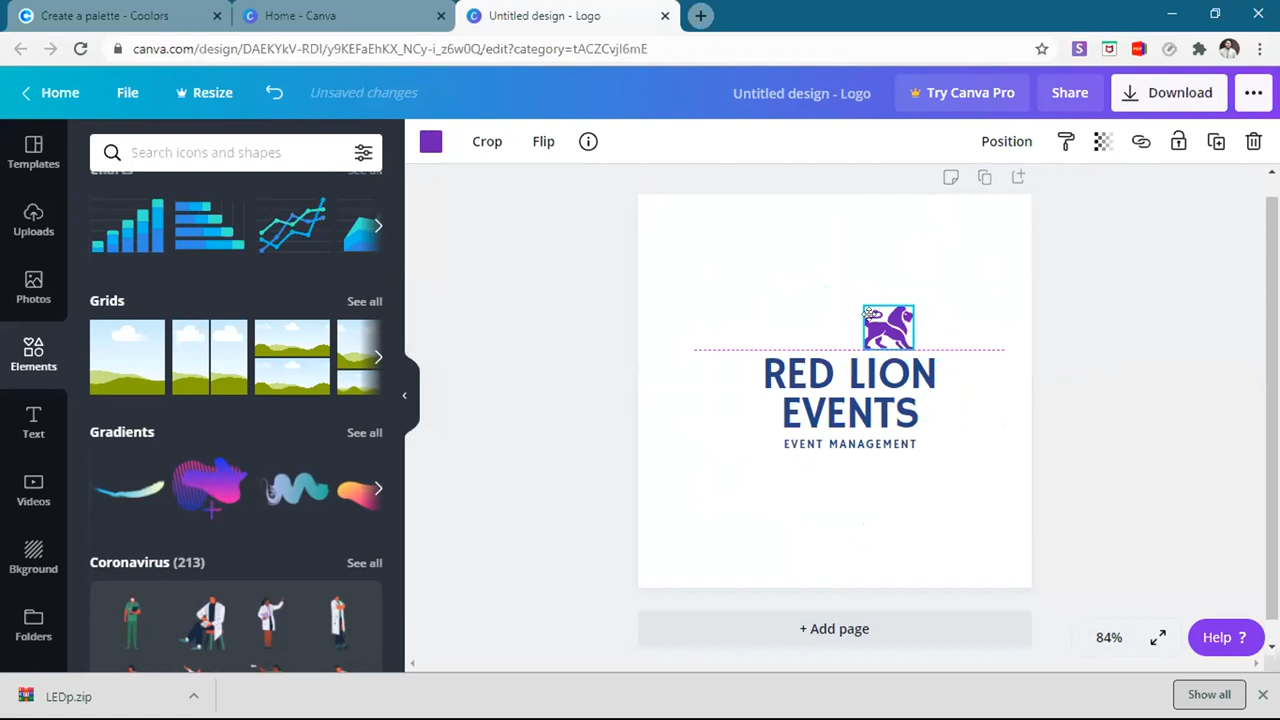 Create a palette - Coolors
Home - Canva
Untitled design - Logo
canva.com/design/DAEKYkV-RDI/y9KEFaEhKX_NCy-i_z6w0Q/edit?category=tACZCvjI6mE
Home
File
Resize
Unsaved changes
Untitled design - Logo
Try Canva Pro
Share
Download
Templates
Uploads
Photos
Elements
Text
Videos
Bkground
Folders
Search icons and shapes
Crop
Flip
Position
Grids
See all
Gradients
See all
Coronavirus (213)
See all
RED LION
EVENTS
EVENT MANAGEMENT
+ Add page
84%
Help ?
LEDp.zip
Show all